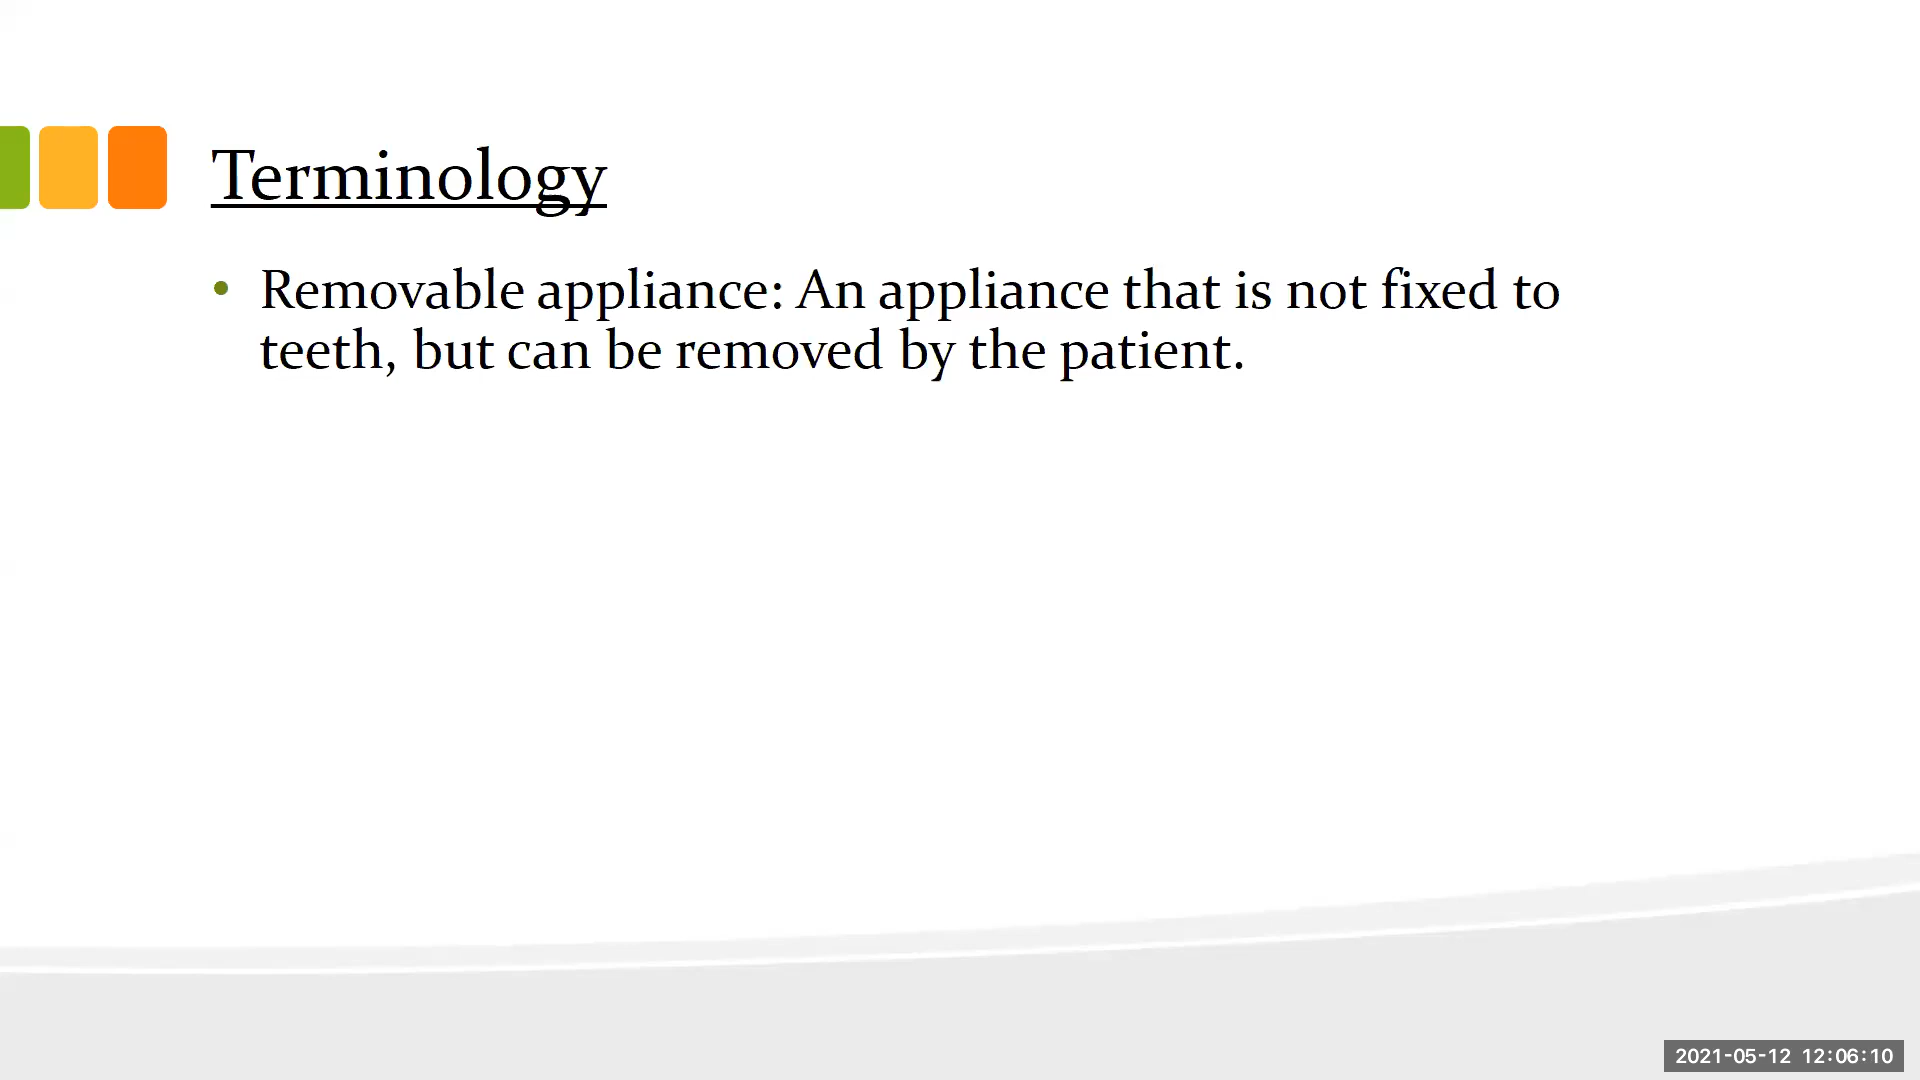 Terminology
• Removable appliance: An appliance that is not fixed to
teeth, but can be removed by the patient.
2021-05-12 12:06:10